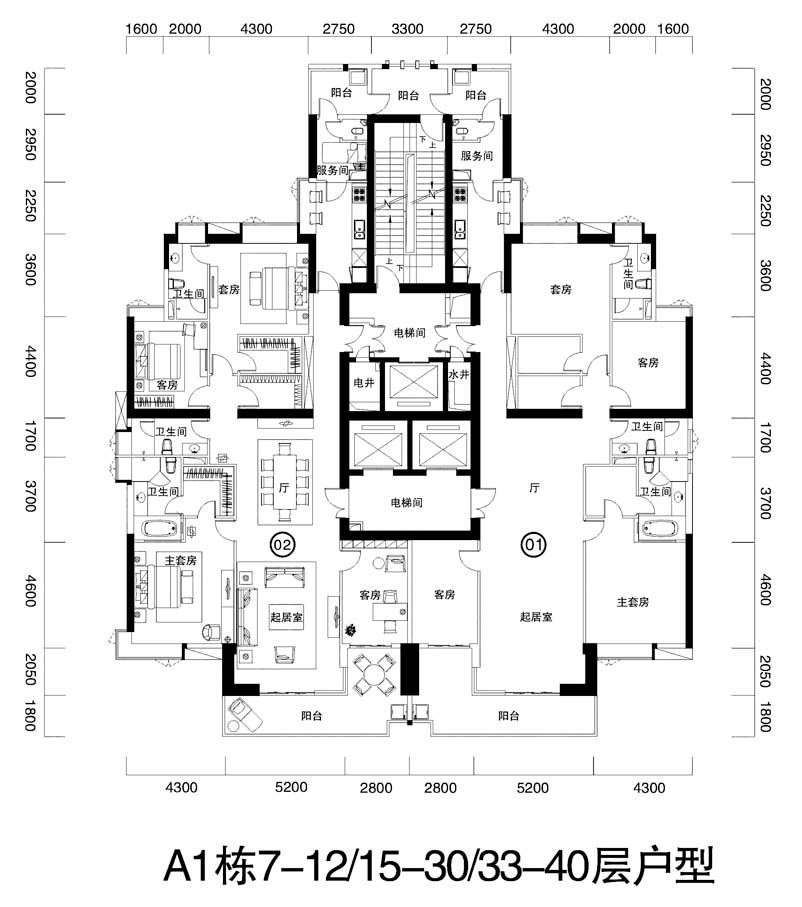 1600 2000 4300 2750 3300 2750 4300 2000 1600
2000 2000
阳台 阳台 阳台
2950 2950
下 上
服务间 服务间
2250 2250
N N
上 下
3600 3600
卫生间 套房 套房 卫生间
电梯间
4400 4400
客房 电井 水井 客房
1700 1700
卫生间 卫生间
3700 3700
卫生间 厅 厅 卫生间
电梯间
02 01
主套房
4600 4600
客房 客房 主套房
起居室 起居室
2050 2050
1800 1800
阳台 阳台
4300 5200 2800 2800 5200 4300
A1栋7-12/15-30/33-40层户型